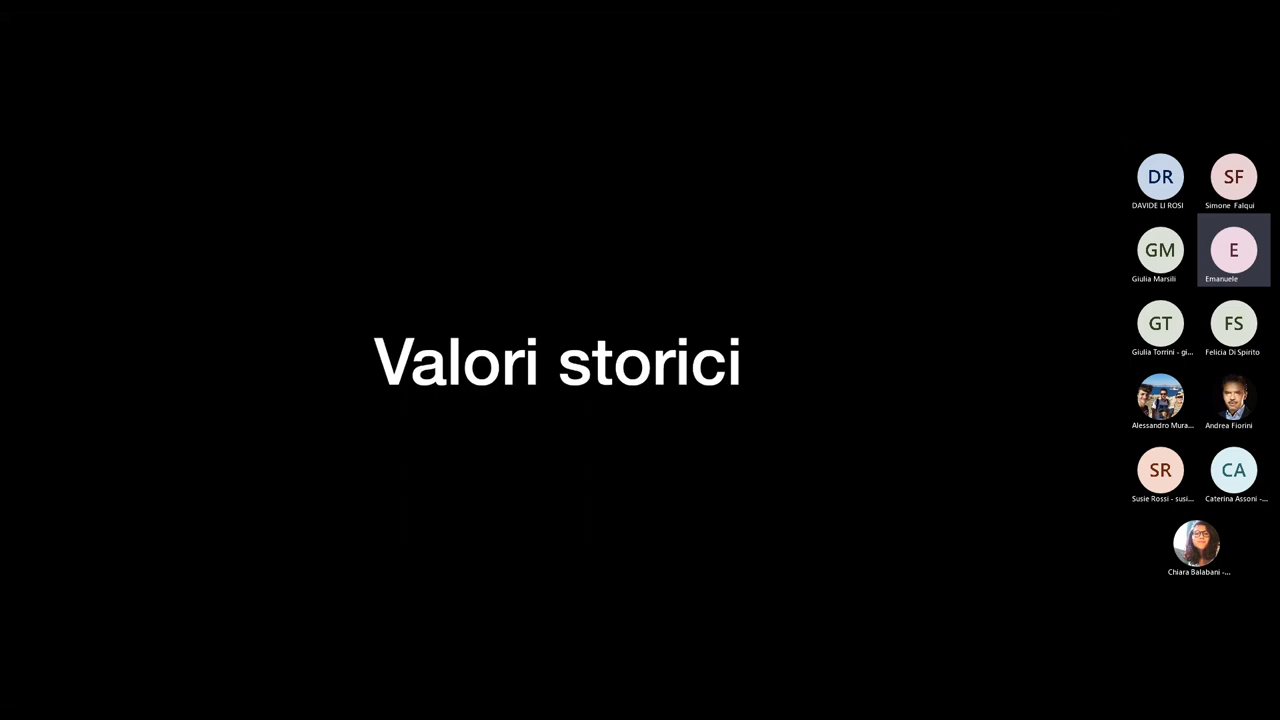 Valori storici
DR
SF
DAVIDE LI ROSI
Simone Falqui
GM
E
Giulia Marsili
Emanuele
GT
FS
Giulia Torrini - gi...
Felicia Di Spirito
Alessandro Mura...
Andrea Fiorini
SR
CA
Susie Rossi - susi...
Caterina Assoni -...
Chiara Balabani -...